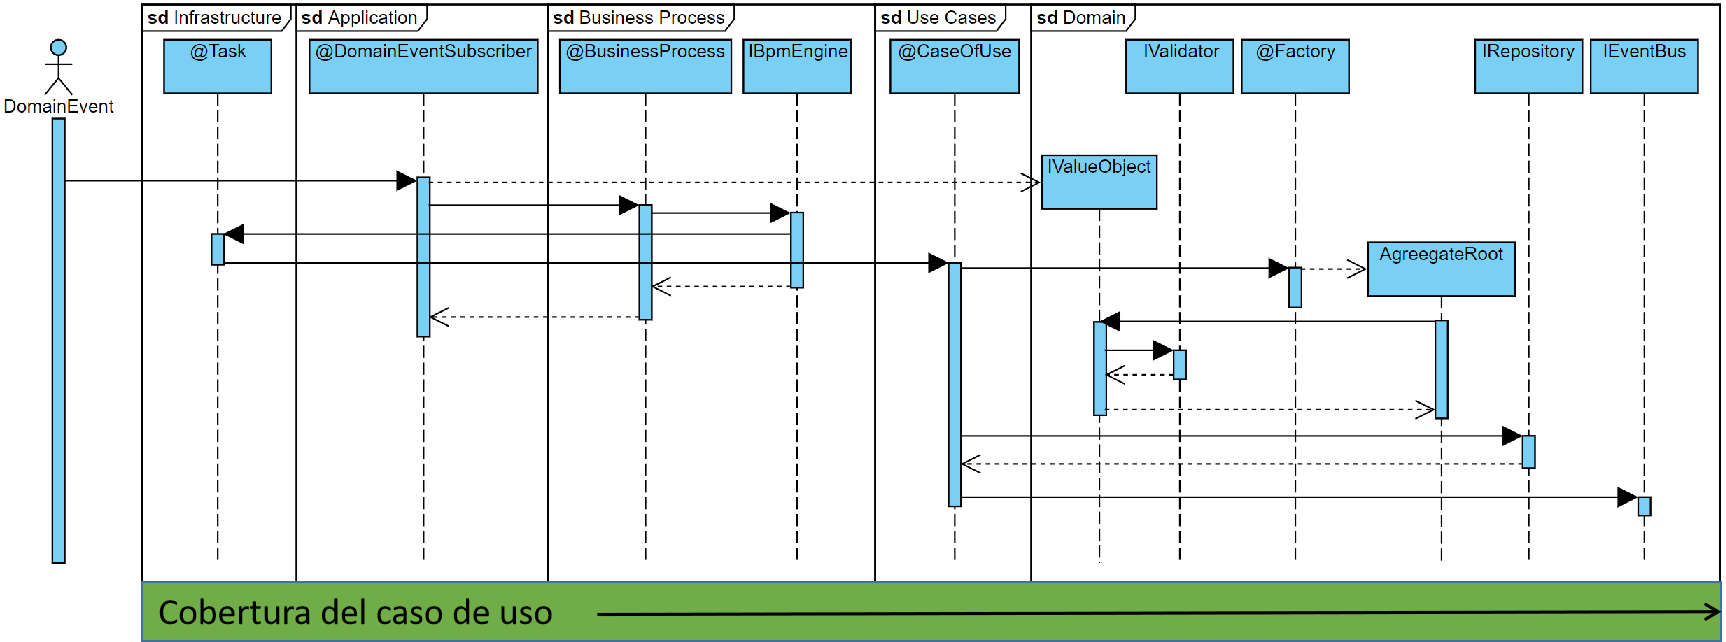 sd Infrastructure
sd Application
sd Business Process
sd Use Cases
sd Domain
@Task
@DomainEventSubscriber
@BusinessProcess
IBpmEngine
@CaseOfUse
IValidator
@Factory
IRepository
IEventBus
DomainEvent
IValueObject
AgreegateRoot
Cobertura del caso de uso